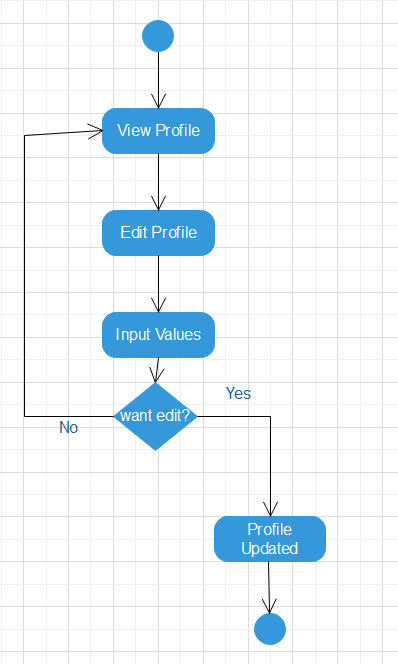 View Profile
Edit Profile
Input Values
want edit?
Yes
No
Profile
Updated